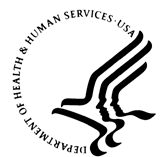 DEPARTMENT OF HEALTH & HUMAN SERVICES · USA